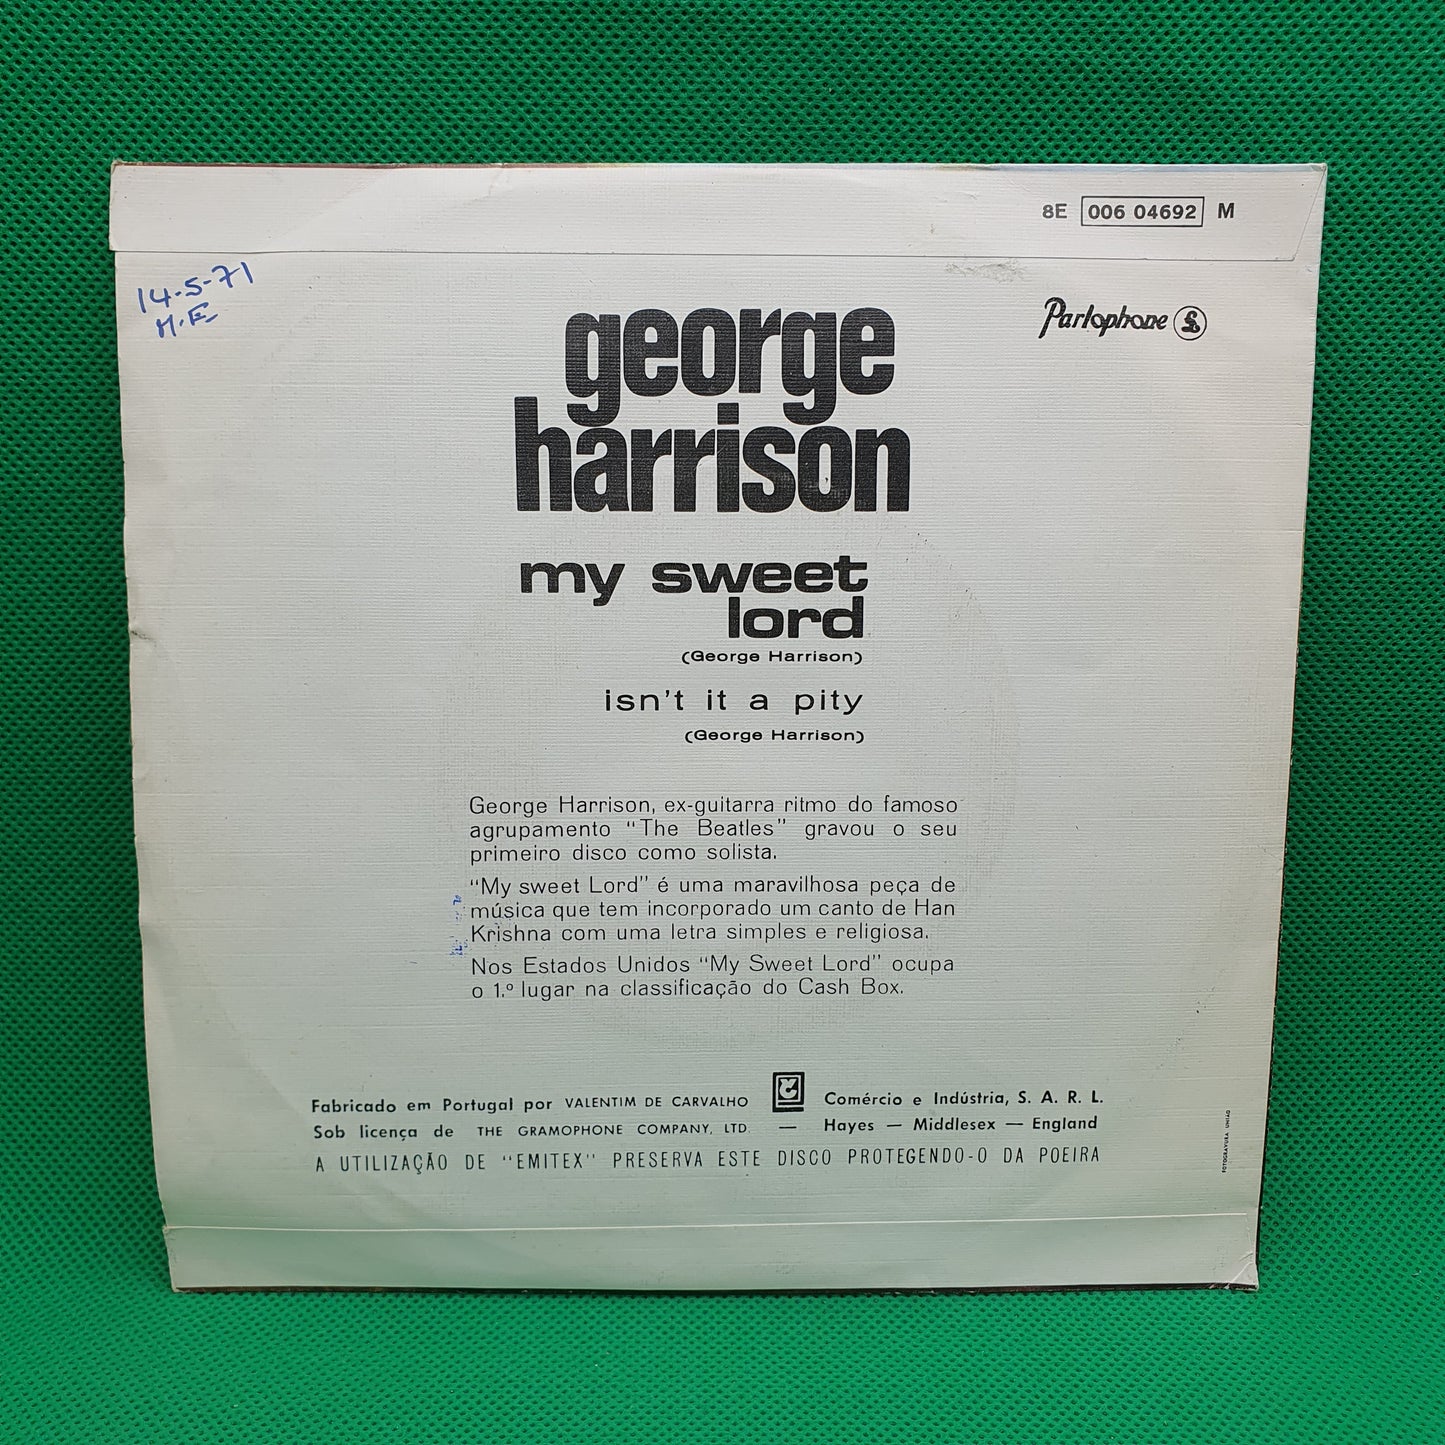 8E 006 04692 M
14-5-71
M.E
Parlophone
george
harrison
my sweet
lord
(George Harrison)
isn't it a pity
(George Harrison)
George Harrison, ex-guitarra ritmo do famoso
agrupamento "The Beatles" gravou o seu
primeiro disco como solista.
"My sweet Lord" é uma maravilhosa peça de
música que tem incorporado um canto de Han
Krishna com uma letra simples e religiosa.
Nos Estados Unidos "My Sweet Lord" ocupa
o 1.º lugar na classificação do Cash Box.
Fabricado em Portugal por VALENTIM DE CARVALHO Comércio e Indústria, S. A. R. L.
Sob licença de THE GRAMOPHONE COMPANY, LTD. — Hayes — Middlesex — England
A UTILIZAÇÃO DE "EMITEX" PRESERVA ESTE DISCO PROTEGENDO-O DA POEIRA
FOTOGRAVURA UNIÃO